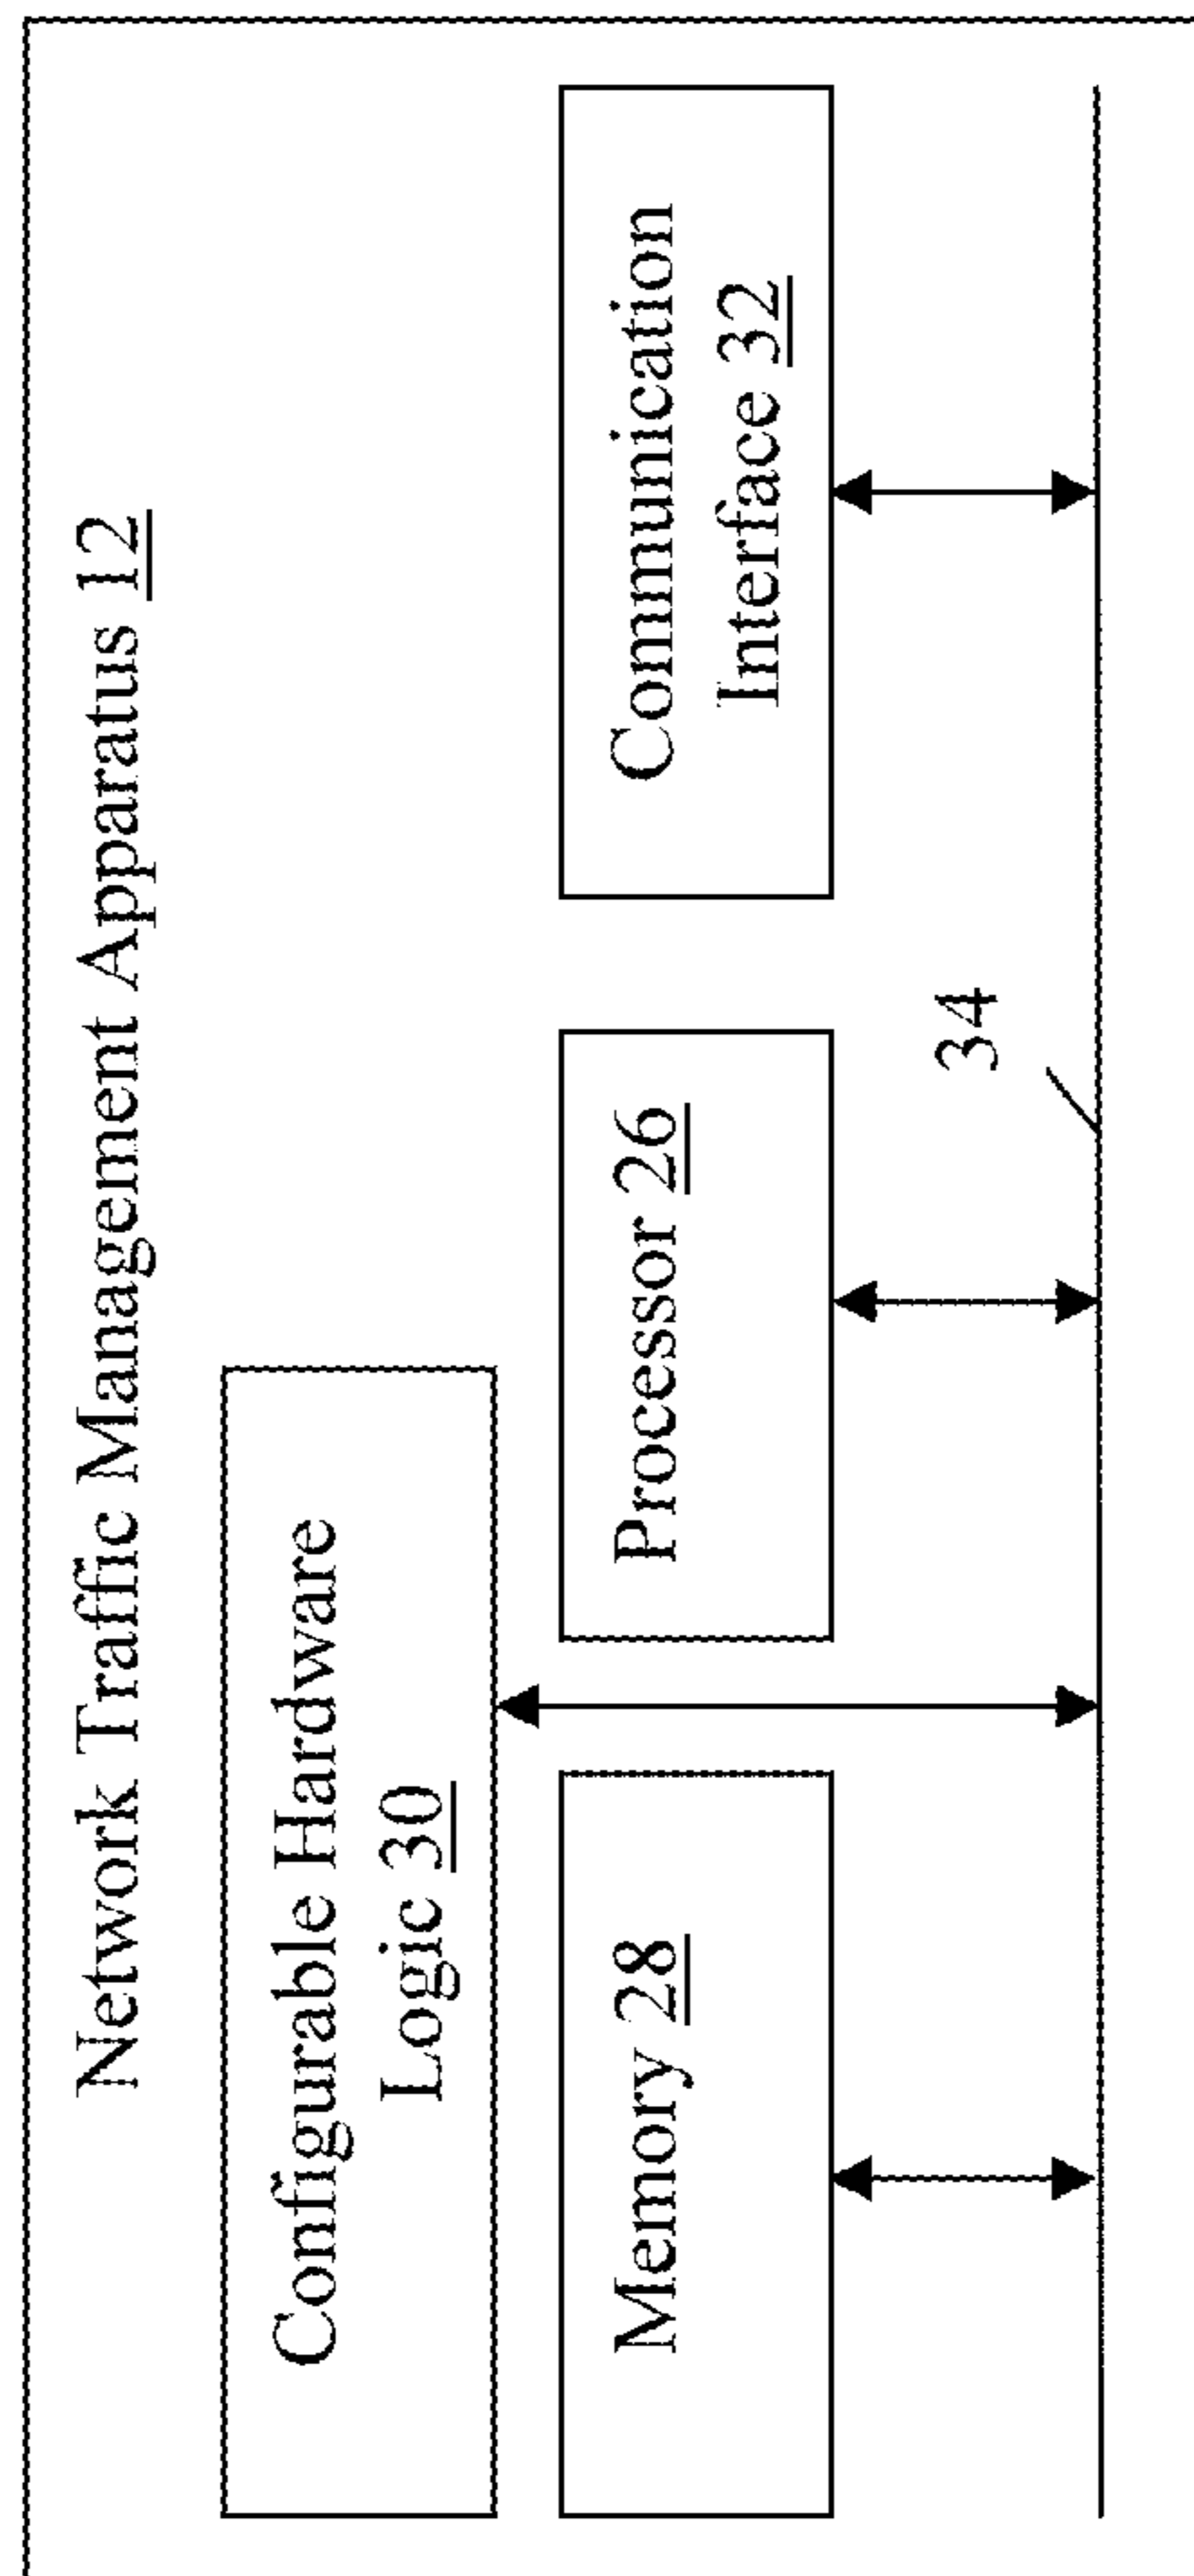 Network Traffic Management Apparatus 12
Configurable Hardware
Logic 30
Memory 28
Processor 26
Communication
Interface 32
34